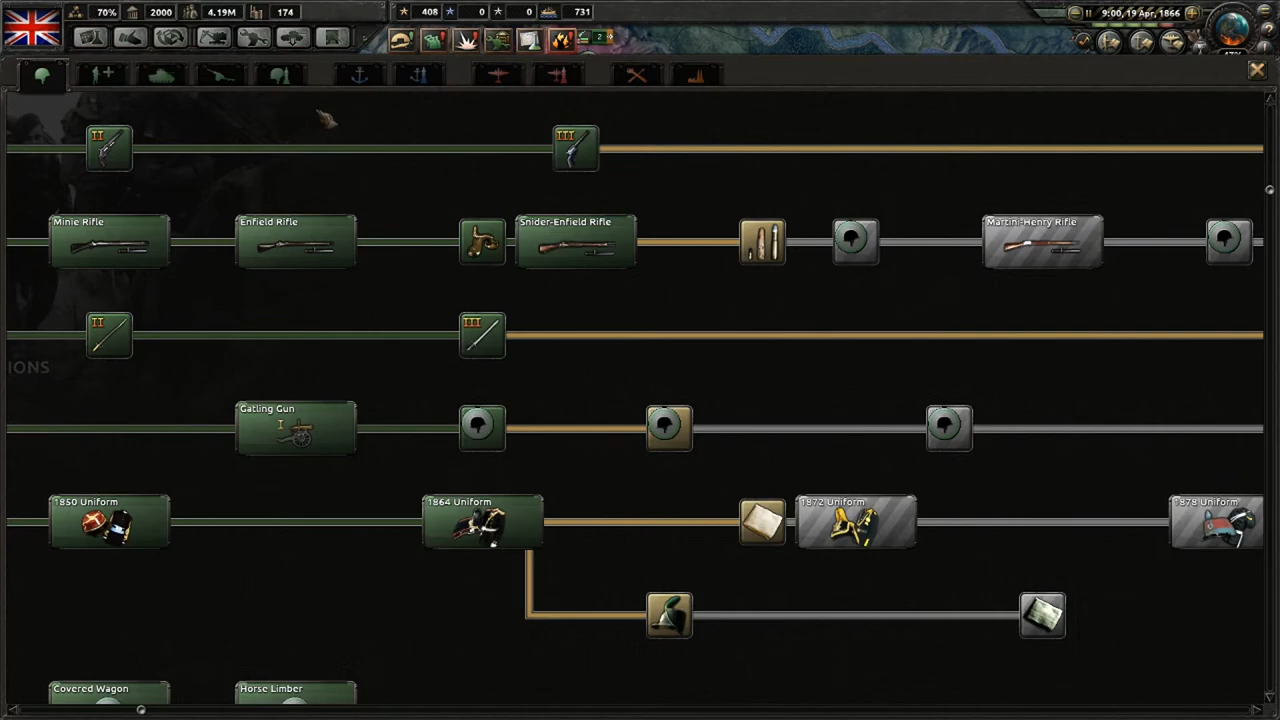 70% 2000 4.19M 174 408 0 0 731 9:00, 19 Apr, 1866
2
47%
II III
Minie Rifle Enfield Rifle Snider-Enfield Rifle Martini-Henry Rifle
II III
IONS
Gatling Gun
I
1850 Uniform 1864 Uniform 1872 Uniform 1878 Uniform
Covered Wagon Horse Limber